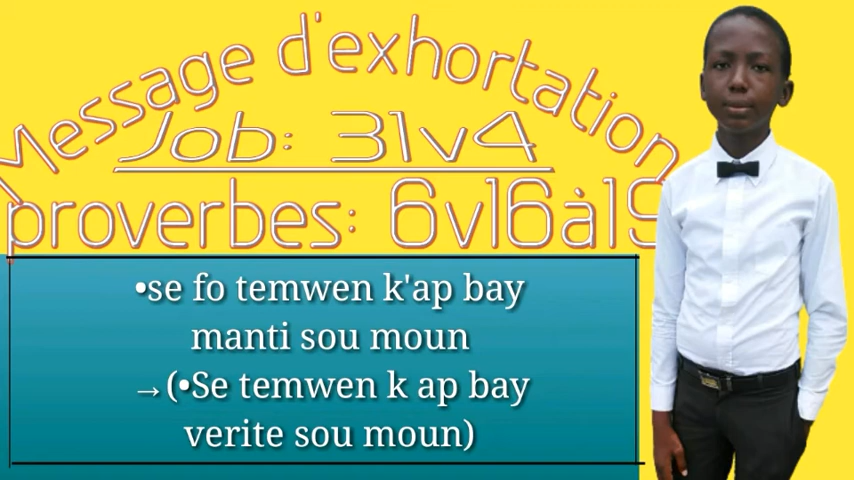 Message d'exhortation
Job: 31v4
proverbes: 6v16à19
•se fo temwen k'ap bay
manti sou moun
→(•Se temwen k ap bay
verite sou moun)